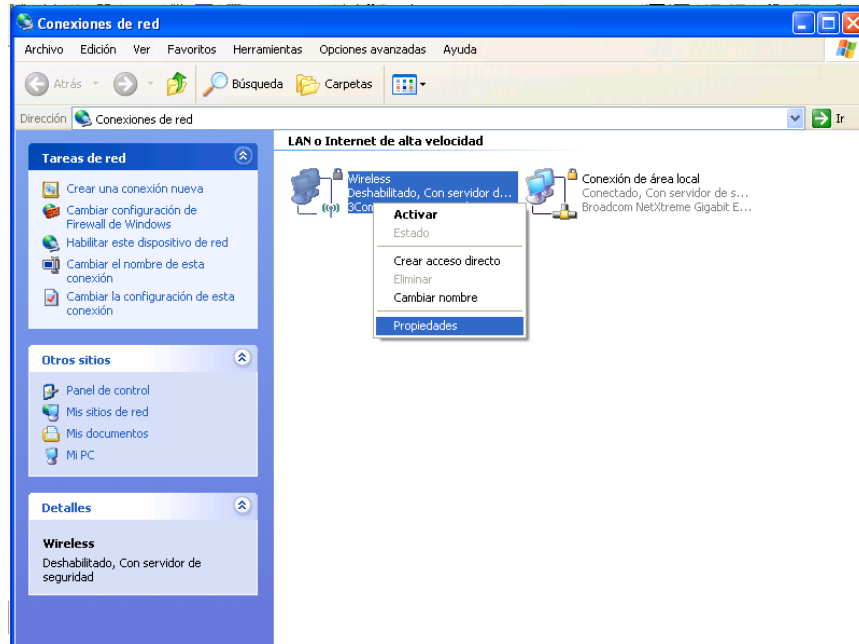 Conexiones de red
Archivo Edición Ver Favoritos Herramientas Opciones avanzadas Ayuda
Atrás Búsqueda Carpetas
Dirección Conexiones de red Ir
Tareas de red
Crear una conexión nueva
Cambiar configuración de
Firewall de Windows
Habilitar este dispositivo de red
Cambiar el nombre de esta
conexión
Cambiar la configuración de esta
conexión
Otros sitios
Panel de control
Mis sitios de red
Mis documentos
Mi PC
Detalles
Wireless
Deshabilitado, Con servidor de
seguridad
LAN o Internet de alta velocidad
Wireless
Deshabilitado, Con servidor d...
3Com
Conexión de área local
Conectado, Con servidor de s...
Broadcom NetXtreme Gigabit E...
Activar
Estado
Crear acceso directo
Eliminar
Cambiar nombre
Propiedades